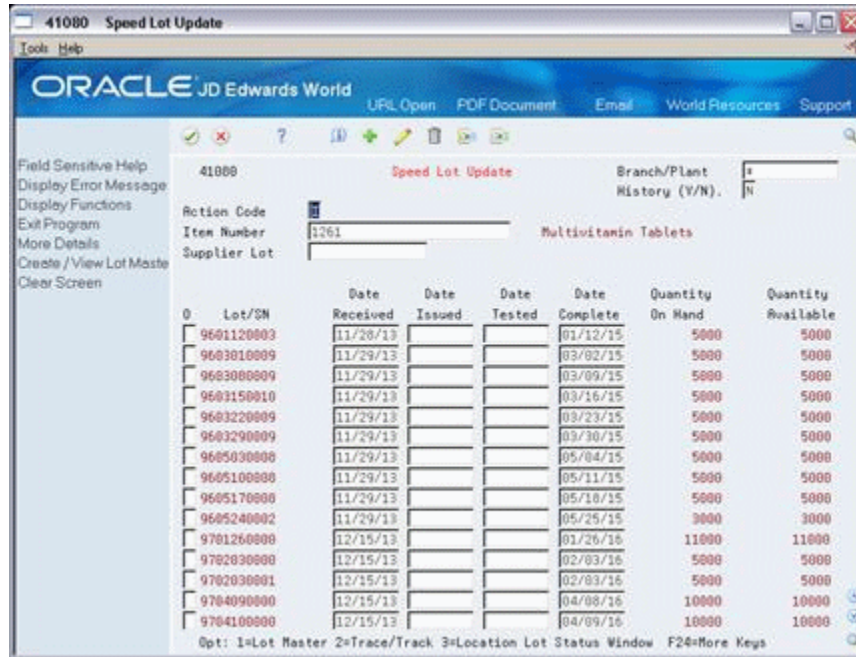 41080 Speed Lot Update
Tools Help
ORACLE JD Edwards World
URL Open PDF Document Email World Resources Support
Field Sensitive Help
Display Error Message
Display Functions
Exit Program
More Details
Create / View Lot Maste
Clear Screen
41080 Speed Lot Update Branch/Plant *
History (Y/N). N
Action Code I
Item Number 1261 Multivitamin Tablets
Supplier Lot
Date Date Date Date Quantity Quantity
O Lot/SN Received Issued Tested Complete On Hand Available
9601120003 11/28/13 01/12/15 5000 5000
9603010009 11/29/13 03/02/15 5000 5000
9603080009 11/29/13 03/09/15 5000 5000
9603150010 11/29/13 03/16/15 5000 5000
9603220009 11/29/13 03/23/15 5000 5000
9603290009 11/29/13 03/30/15 5000 5000
9605030008 11/29/13 05/04/15 5000 5000
9605100008 11/29/13 05/11/15 5000 5000
9605170008 11/29/13 05/18/15 5000 5000
9605240002 11/29/13 05/25/15 3000 3000
9701260000 12/15/13 01/26/16 11000 11000
9702030000 12/15/13 02/03/16 5000 5000
9702030001 12/15/13 02/03/16 5000 5000
9704090000 12/15/13 04/08/16 10000 10000
9704100000 12/15/13 04/09/16 10000 10000
Opt: 1=Lot Master 2=Trace/Track 3=Location Lot Status Window F24=More Keys